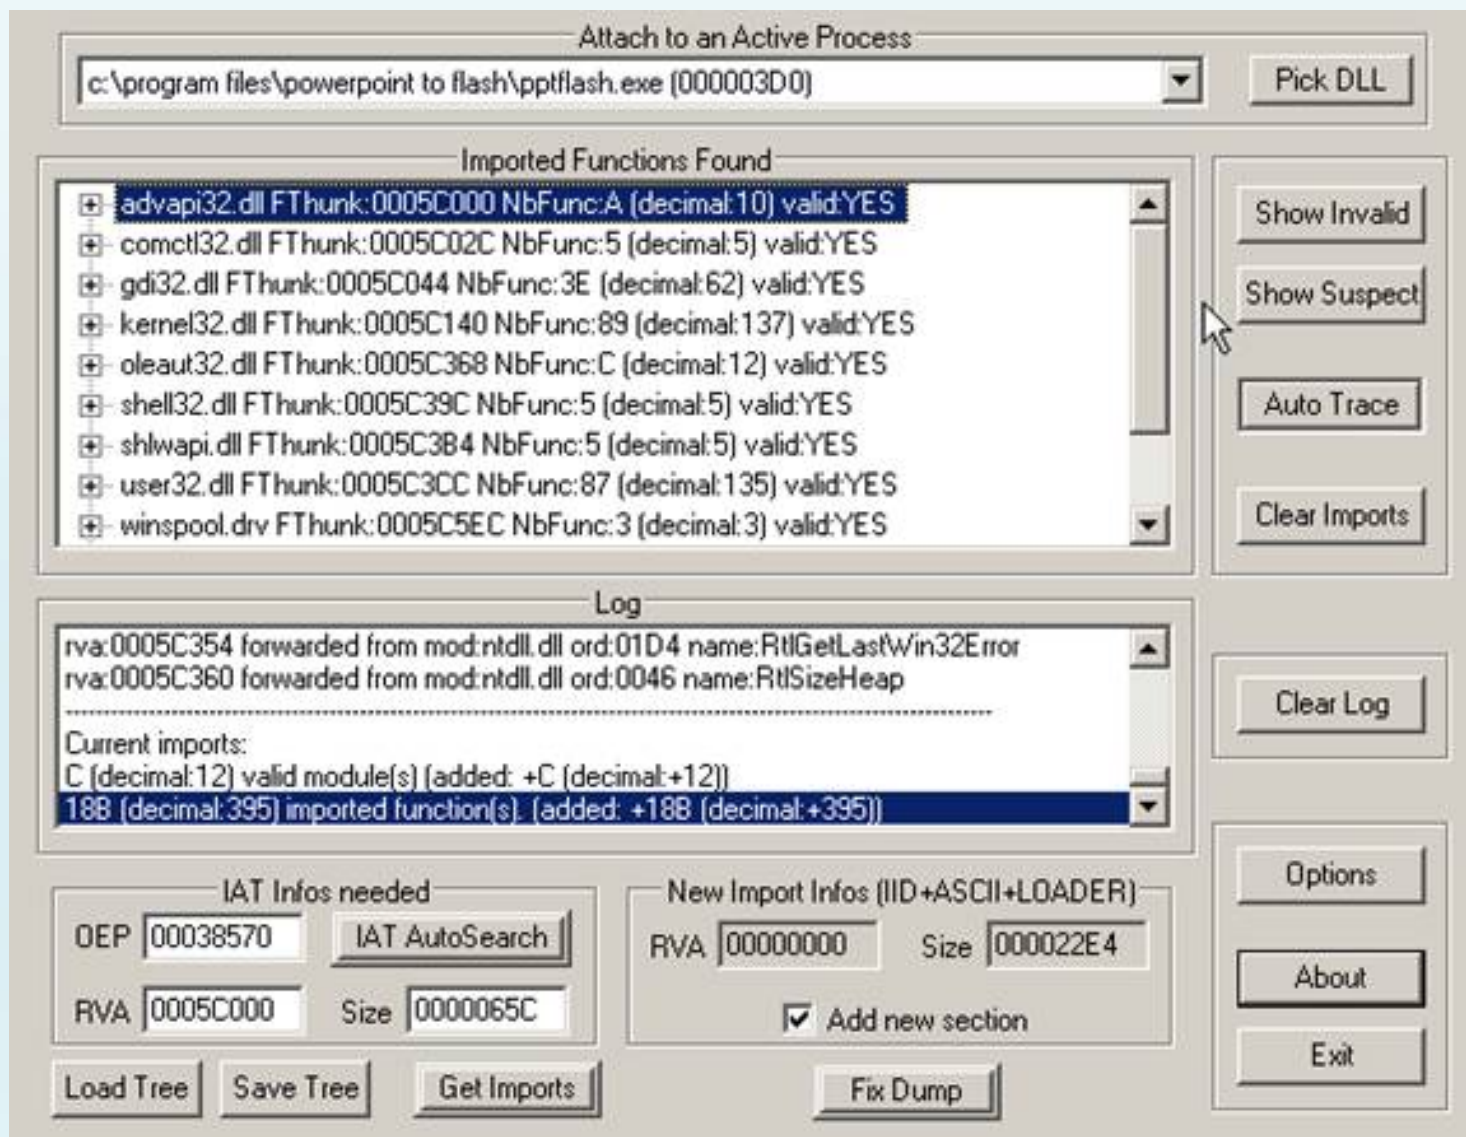 Attach to an Active Process
c:\program files\powerpoint to flash\pptflash.exe (000003D0)
Pick DLL
Imported Functions Found
advapi32.dll FThunk:0005C000 NbFunc:A (decimal:10) valid:YES
comctl32.dll FThunk:0005C02C NbFunc:5 (decimal:5) valid:YES
gdi32.dll FThunk:0005C044 NbFunc:3E (decimal:62) valid:YES
kernel32.dll FThunk:0005C140 NbFunc:89 (decimal:137) valid:YES
oleaut32.dll FThunk:0005C368 NbFunc:C (decimal:12) valid:YES
shell32.dll FThunk:0005C39C NbFunc:5 (decimal:5) valid:YES
shlwapi.dll FThunk:0005C3B4 NbFunc:5 (decimal:5) valid:YES
user32.dll FThunk:0005C3CC NbFunc:87 (decimal:135) valid:YES
winspool.drv FThunk:0005C5EC NbFunc:3 (decimal:3) valid:YES
Show Invalid
Show Suspect
Auto Trace
Clear Imports
Log
rva:0005C354 forwarded from mod:ntdll.dll ord:01D4 name:RtlGetLastWin32Error
rva:0005C360 forwarded from mod:ntdll.dll ord:0046 name:RtlSizeHeap
---------------------------------------------------------------------------------------------------
Current imports:
C (decimal:12) valid module(s) (added: +C (decimal:+12))
18B (decimal:395) imported function(s). (added: +18B (decimal:+395))
Clear Log
IAT Infos needed
OEP 00038570 IAT AutoSearch
RVA 0005C000 Size 0000065C
New Import Infos (IID+ASCII+LOADER)
RVA 00000000 Size 000022E4
Add new section
Options
About
Exit
Load Tree Save Tree Get Imports Fix Dump